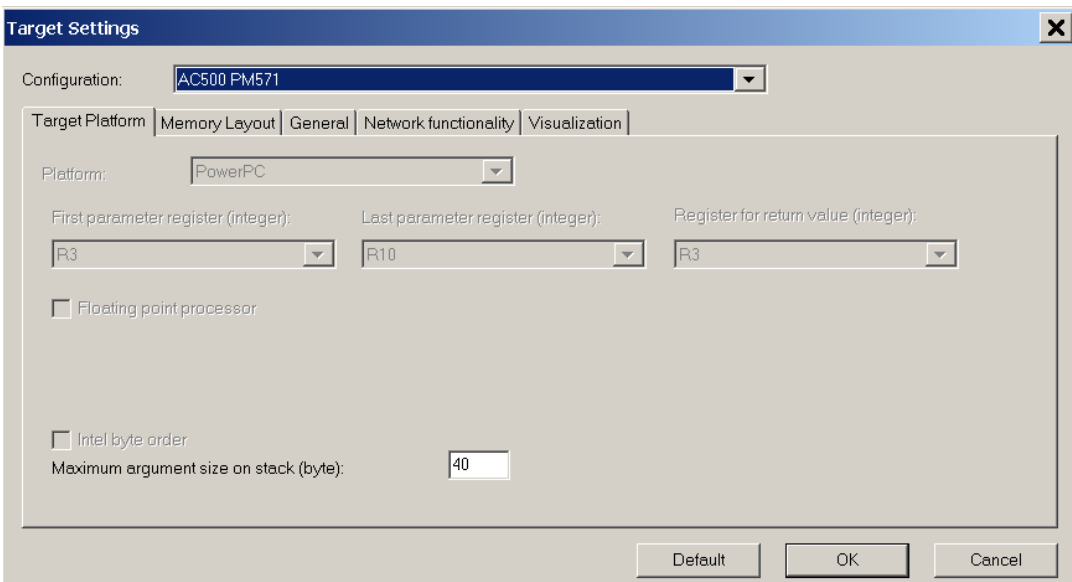 Target Settings
Configuration: AC500 PM571
Target Platform Memory Layout General Network functionality Visualization
Platform: PowerPC
First parameter register (integer): Last parameter register (integer): Register for return value (integer):
R3 R10 R3
Floating point processor
Intel byte order
Maximum argument size on stack (byte): 40
Default OK Cancel